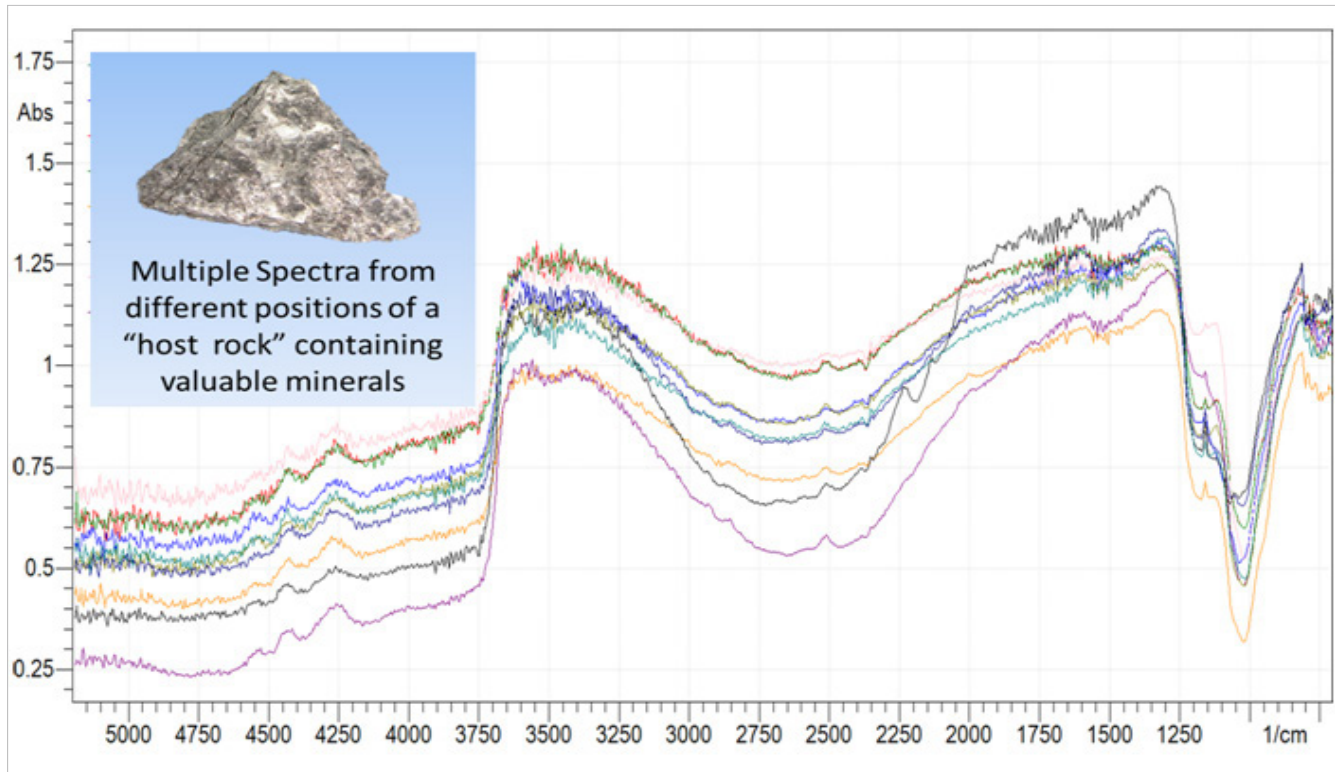 1.75
Abs
1.5
1.25
1
0.75
0.5
0.25
Multiple Spectra from
different positions of a
“host rock” containing
valuable minerals
5000 4750 4500 4250 4000 3750 3500 3250 3000 2750 2500 2250 2000 1750 1500 1250 1/cm